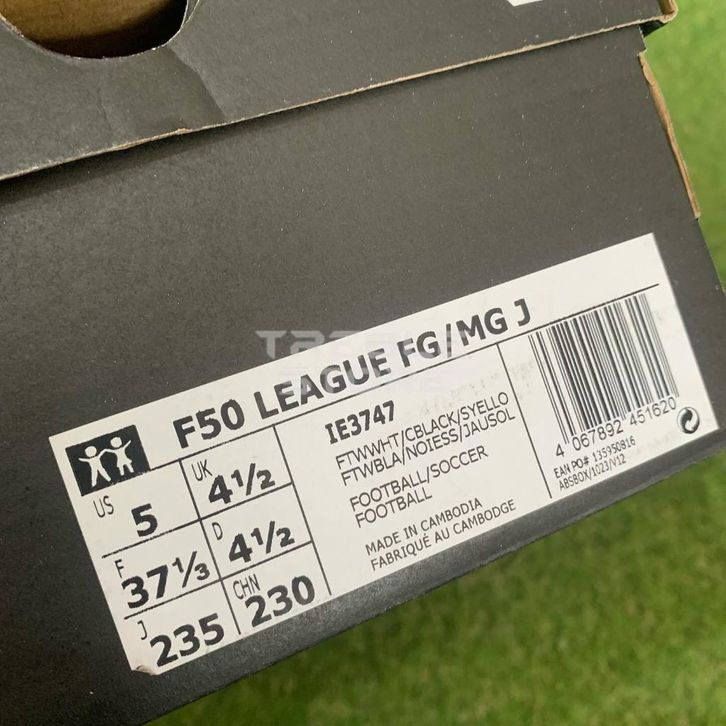 F50 LEAGUE FG/MG J
US 5
UK 4½
F 37⅓
D 4½
J 235
CHN 230
IE3747
FTWWHT/CBLACK/SYELLO
FTWBLA/NOIESS/JAUSOL
FOOTBALL/SOCCER
FOOTBALL
MADE IN CAMBODIA
FABRIQUÉ AU CAMBODGE
4 067892 451620
EAN PO# 135950816
ABSBOX/1023/V12